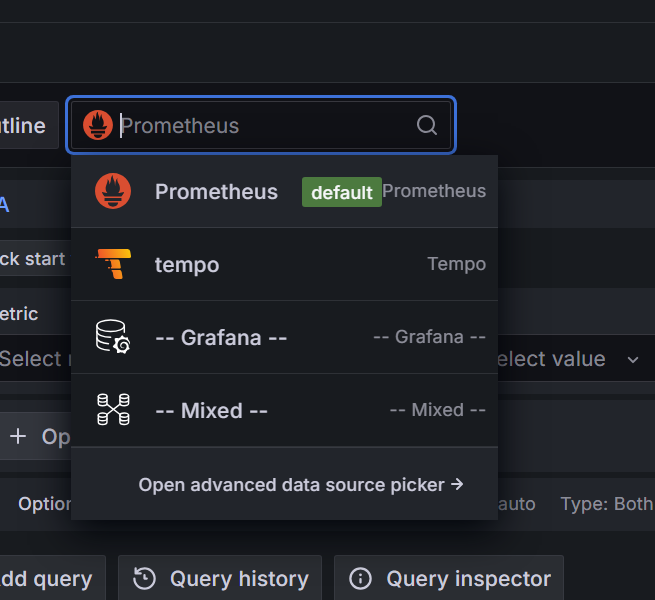 tline
Prometheus
A
Prometheus default Prometheus
ck start
tempo Tempo
etric
-- Grafana -- -- Grafana --
Select elect value
-- Mixed -- -- Mixed --
+ Op
Open advanced data source picker →
Option auto Type: Both
dd query Query history Query inspector